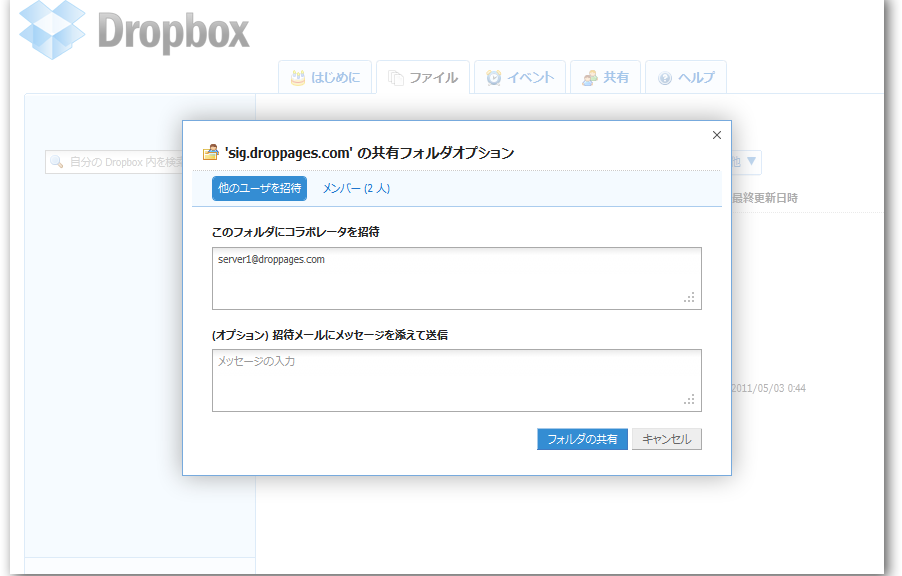 Dropbox
はじめに
ファイル
イベント
共有
ヘルプ
自分の Dropbox 内を検
他 ▼
最終更新日時
2011/05/03 0:44
'sig.droppages.com' の共有フォルダオプション
他のユーザを招待
メンバー (2 人)
このフォルダにコラボレータを招待
server1@droppages.com
(オプション) 招待メールにメッセージを添えて送信
メッセージの入力
フォルダの共有
キャンセル